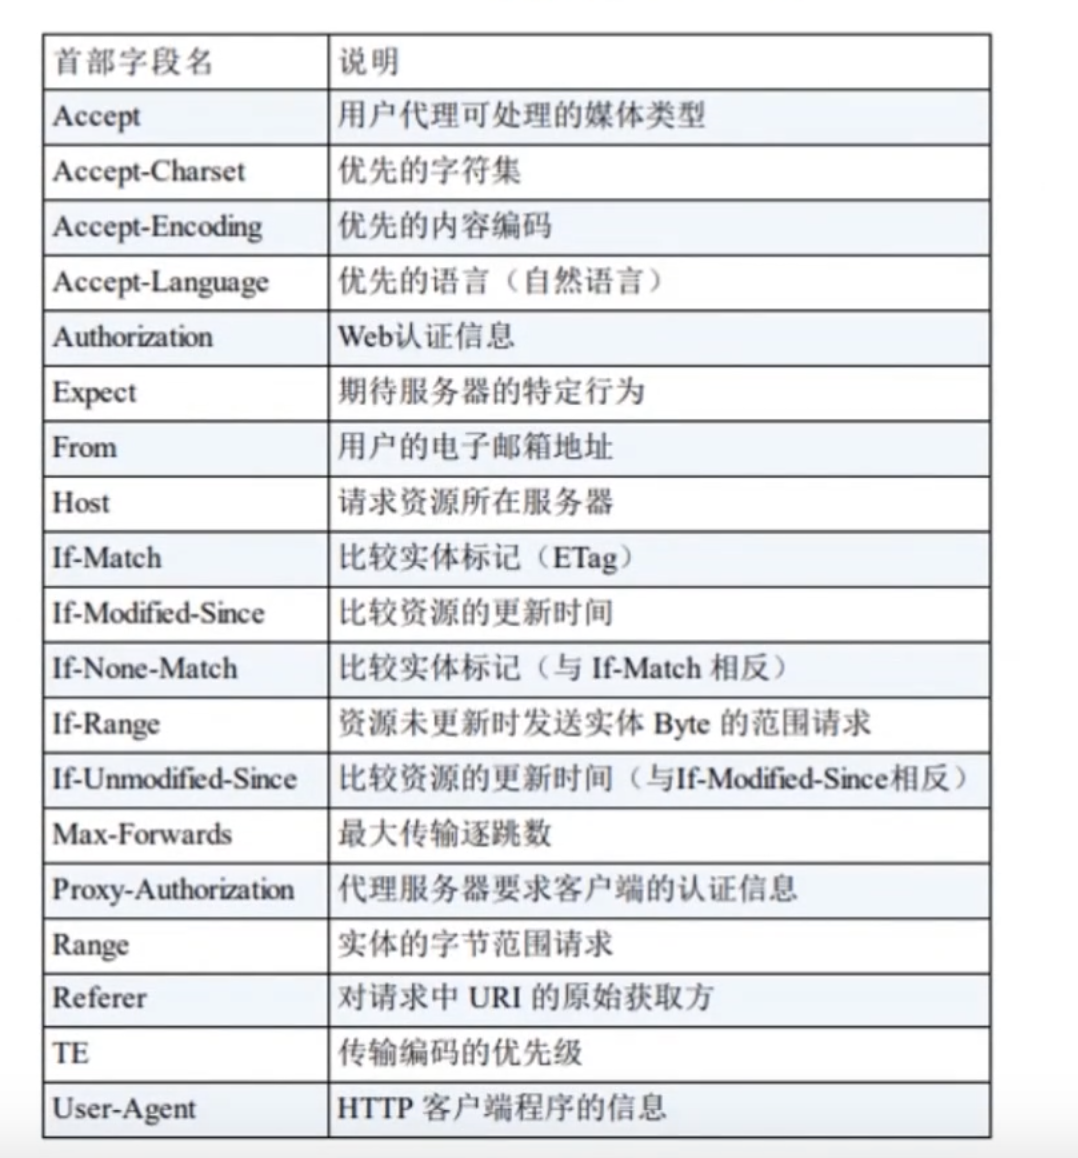 首部字段名 说明
Accept 用户代理可处理的媒体类型
Accept-Charset 优先的字符集
Accept-Encoding 优先的内容编码
Accept-Language 优先的语言（自然语言）
Authorization Web认证信息
Expect 期待服务器的特定行为
From 用户的电子邮箱地址
Host 请求资源所在服务器
If-Match 比较实体标记（ETag）
If-Modified-Since 比较资源的更新时间
If-None-Match 比较实体标记（与 If-Match 相反）
If-Range 资源未更新时发送实体 Byte 的范围请求
If-Unmodified-Since 比较资源的更新时间（与If-Modified-Since相反）
Max-Forwards 最大传输逐跳数
Proxy-Authorization 代理服务器要求客户端的认证信息
Range 实体的字节范围请求
Referer 对请求中 URI 的原始获取方
TE 传输编码的优先级
User-Agent HTTP 客户端程序的信息